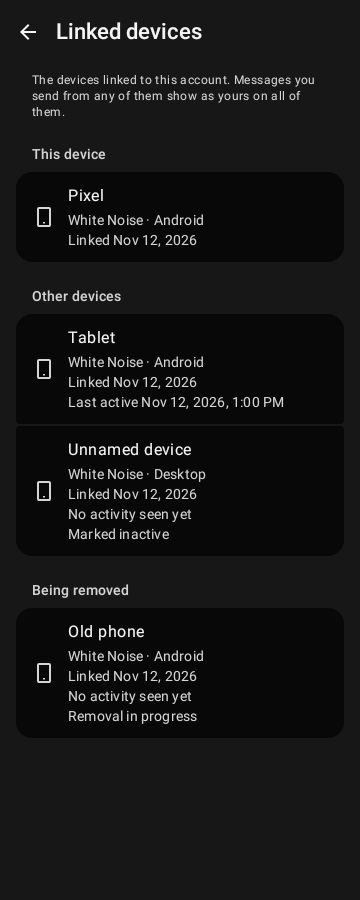 Linked devices
The devices linked to this account. Messages you
send from any of them show as yours on all of
them.
This device
Pixel
White Noise · Android
Linked Nov 12, 2026
Other devices
Tablet
White Noise · Android
Linked Nov 12, 2026
Last active Nov 12, 2026, 1:00 PM
Unnamed device
White Noise · Desktop
Linked Nov 12, 2026
No activity seen yet
Marked inactive
Being removed
Old phone
White Noise · Android
Linked Nov 12, 2026
No activity seen yet
Removal in progress